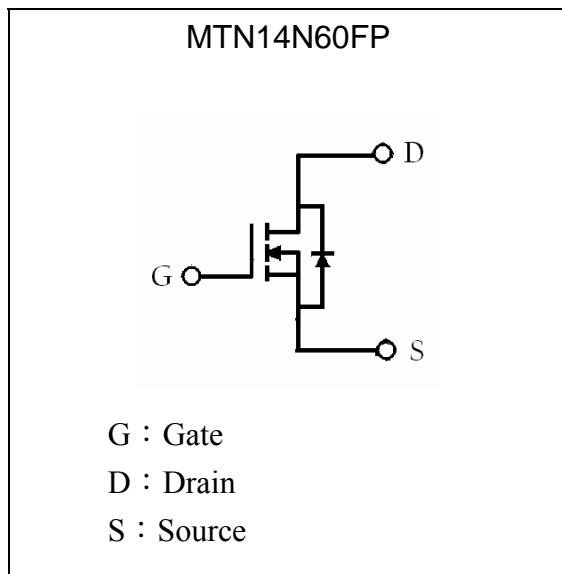 MTN14N60FP
D
G
S
G：Gate
D：Drain
S：Source